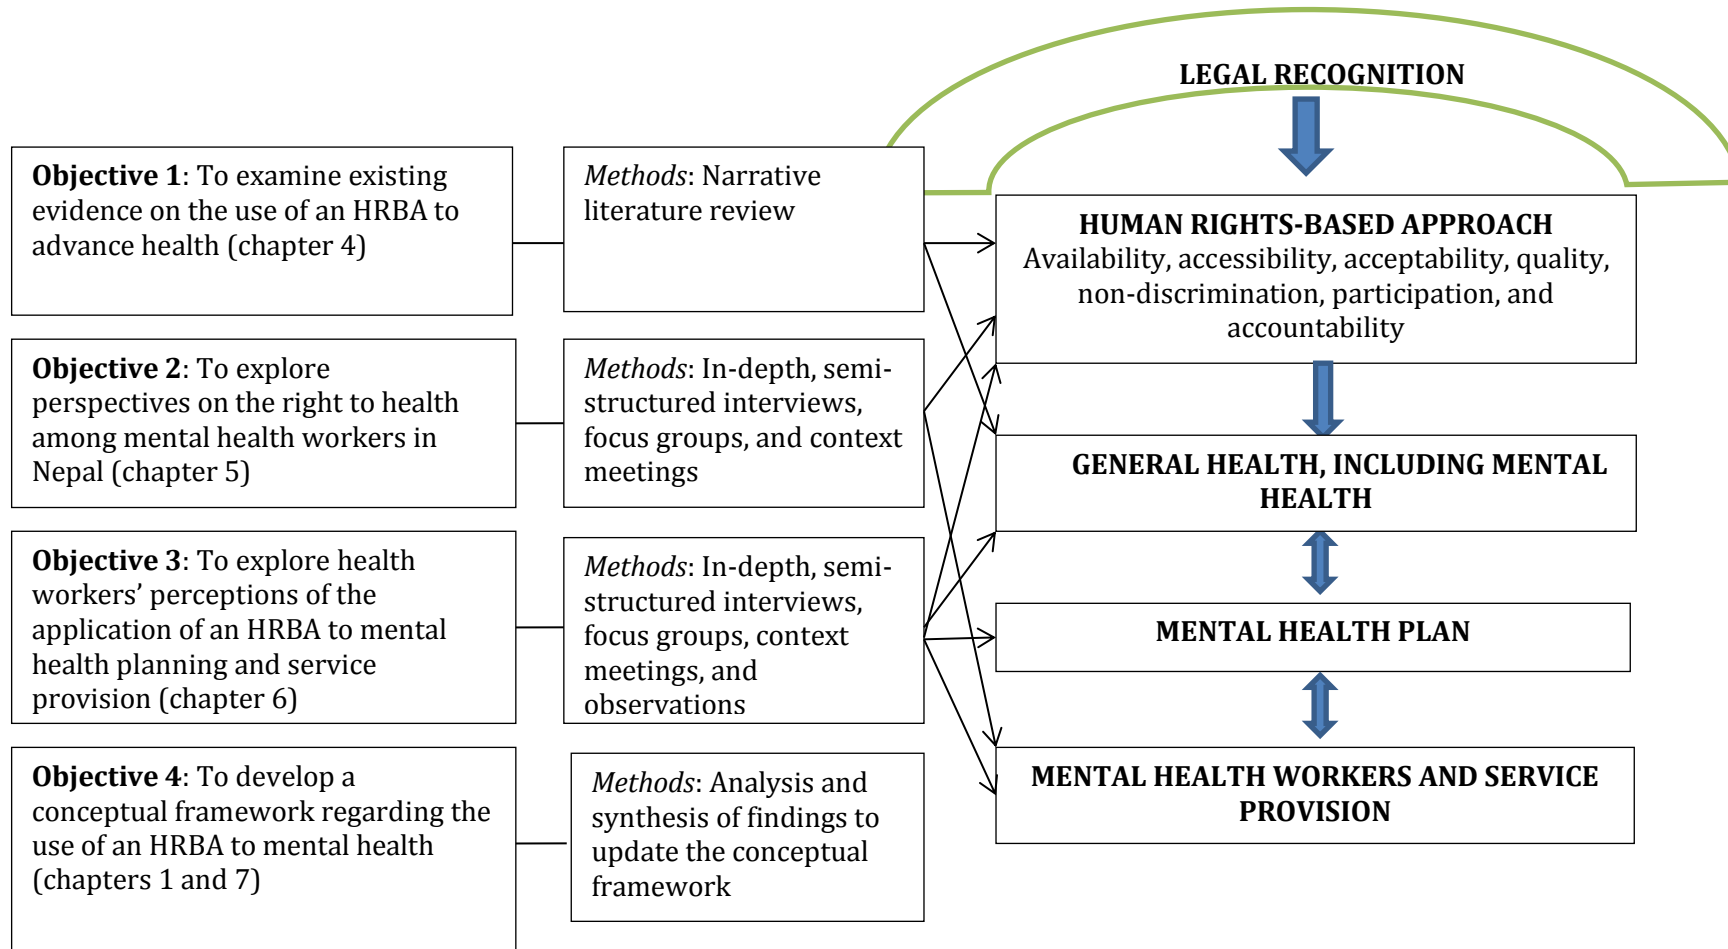 LEGAL RECOGNITION
Objective 1: To examine existing
evidence on the use of an HRBA to
advance health (chapter 4)
Methods: Narrative
literature review
HUMAN RIGHTS-BASED APPROACH
Availability, accessibility, acceptability, quality,
non-discrimination, participation, and
accountability
Objective 2: To explore
perspectives on the right to health
among mental health workers in
Nepal (chapter 5)
Methods: In-depth, semi-
structured interviews,
focus groups, and context
meetings
GENERAL HEALTH, INCLUDING MENTAL
HEALTH
Objective 3: To explore health
workers’ perceptions of the
application of an HRBA to mental
health planning and service
provision (chapter 6)
Methods: In-depth, semi-
structured interviews,
focus groups, context
meetings, and
observations
MENTAL HEALTH PLAN
Objective 4: To develop a
conceptual framework regarding the
use of an HRBA to mental health
(chapters 1 and 7)
Methods: Analysis and
synthesis of findings to
update the conceptual
framework
MENTAL HEALTH WORKERS AND SERVICE
PROVISION